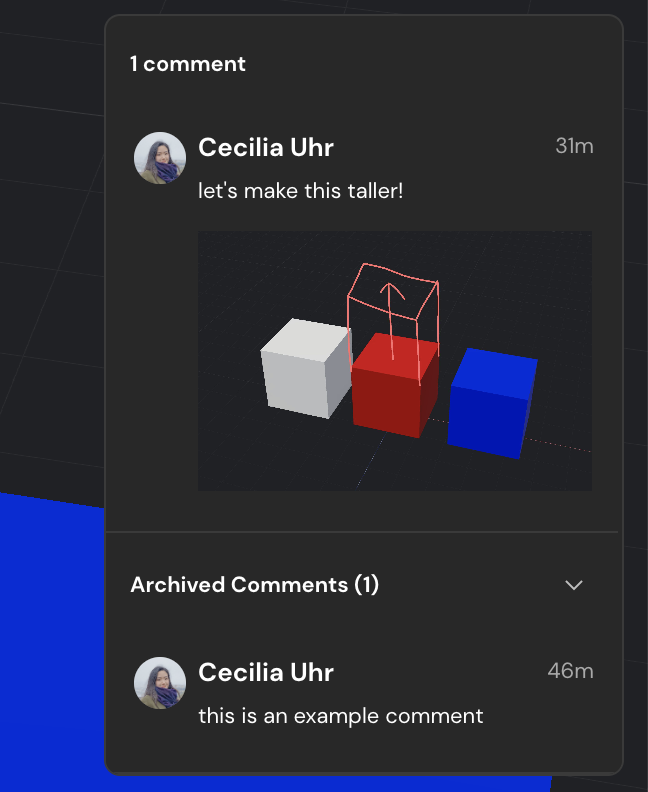 1 comment
Cecilia Uhr 31m
let's make this taller!
Archived Comments (1)
Cecilia Uhr 46m
this is an example comment